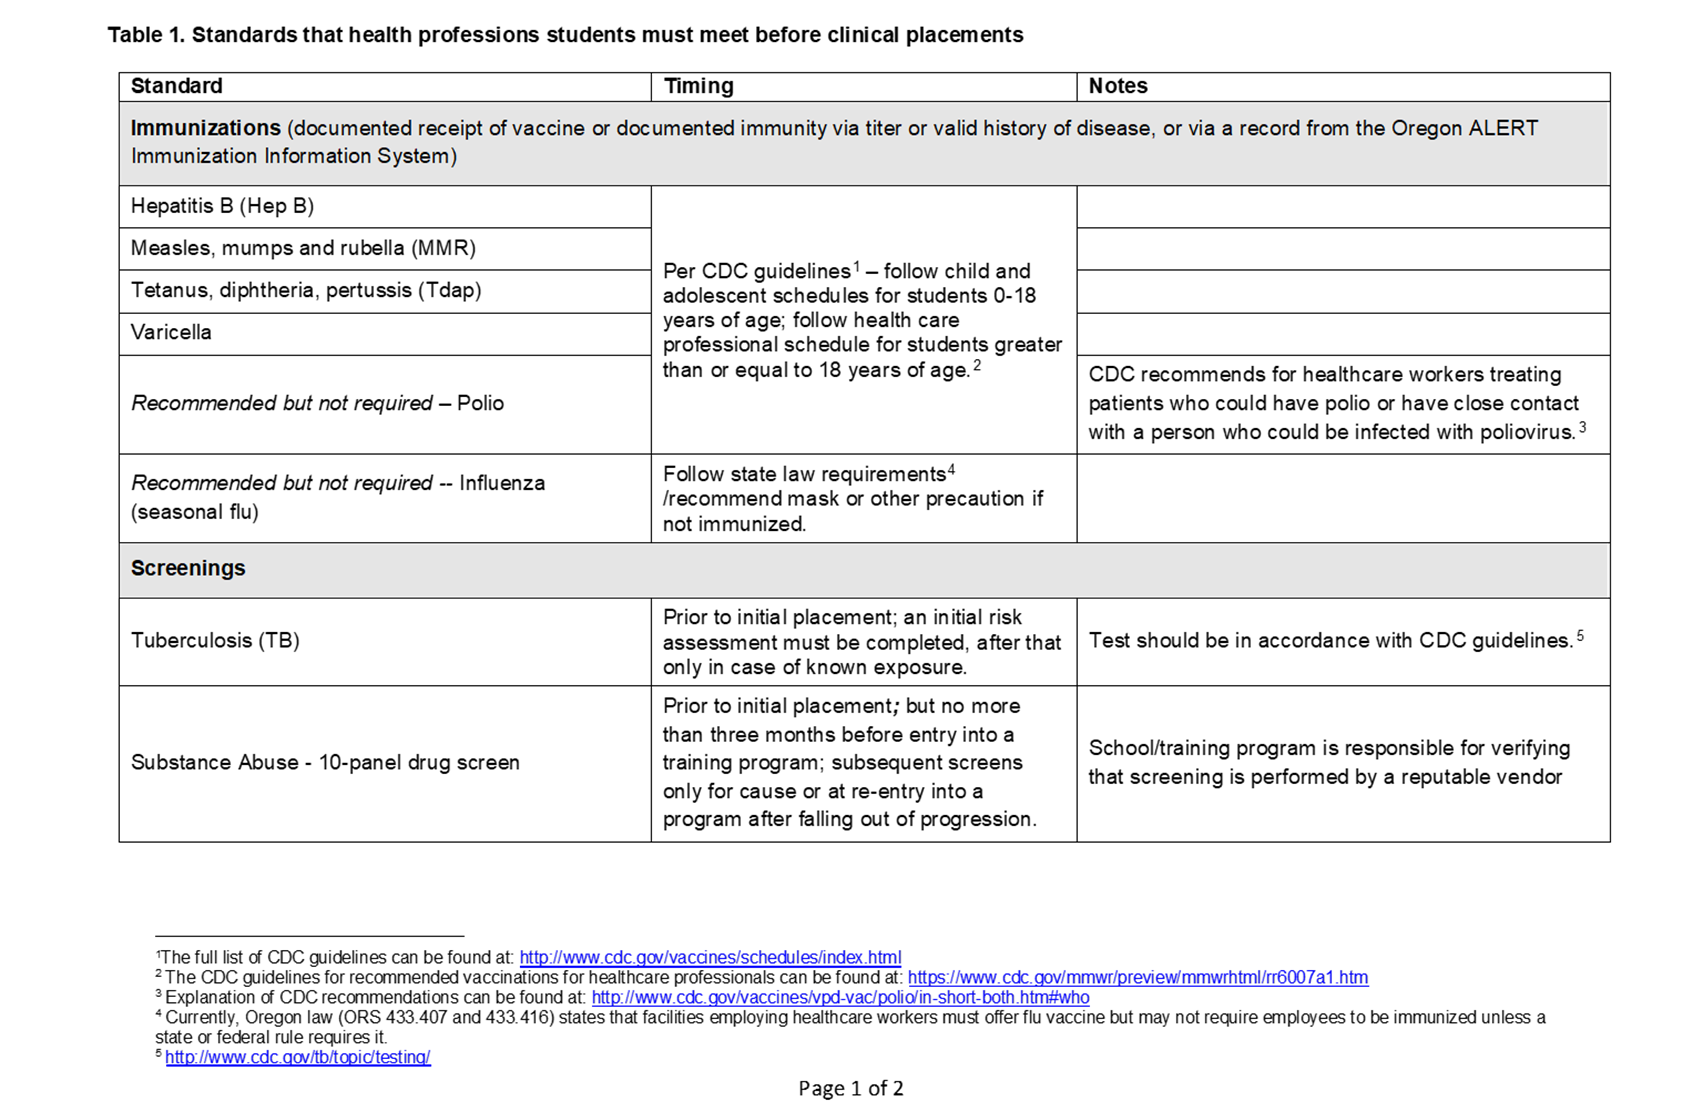 Table 1. Standards that health professions students must meet before clinical placements
Standard
Timing
Notes
Immunizations (documented receipt of vaccine or documented immunity via titer or valid history of disease, or via a record from the Oregon ALERT
Immunization Information System)
Hepatitis B (Hep B)
Measles, mumps and rubella (MMR)
Tetanus, diphtheria, pertussis (Tdap)
Varicella
Recommended but not required – Polio
Per CDC guidelines¹ – follow child and
adolescent schedules for students 0-18
years of age; follow health care
professional schedule for students greater
than or equal to 18 years of age.²
CDC recommends for healthcare workers treating
patients who could have polio or have close contact
with a person who could be infected with poliovirus.³
Recommended but not required -- Influenza
(seasonal flu)
Follow state law requirements⁴
/recommend mask or other precaution if
not immunized.
Screenings
Tuberculosis (TB)
Prior to initial placement; an initial risk
assessment must be completed, after that
only in case of known exposure.
Test should be in accordance with CDC guidelines.⁵
Substance Abuse - 10-panel drug screen
Prior to initial placement; but no more
than three months before entry into a
training program; subsequent screens
only for cause or at re-entry into a
program after falling out of progression.
School/training program is responsible for verifying
that screening is performed by a reputable vendor
¹The full list of CDC guidelines can be found at: http://www.cdc.gov/vaccines/schedules/index.html
² The CDC guidelines for recommended vaccinations for healthcare professionals can be found at: https://www.cdc.gov/mmwr/preview/mmwrhtml/rr6007a1.htm
³ Explanation of CDC recommendations can be found at: http://www.cdc.gov/vaccines/vpd-vac/polio/in-short-both.htm#who
⁴ Currently, Oregon law (ORS 433.407 and 433.416) states that facilities employing healthcare workers must offer flu vaccine but may not require employees to be immunized unless a
state or federal rule requires it.
⁵ http://www.cdc.gov/tb/topic/testing/
Page 1 of 2